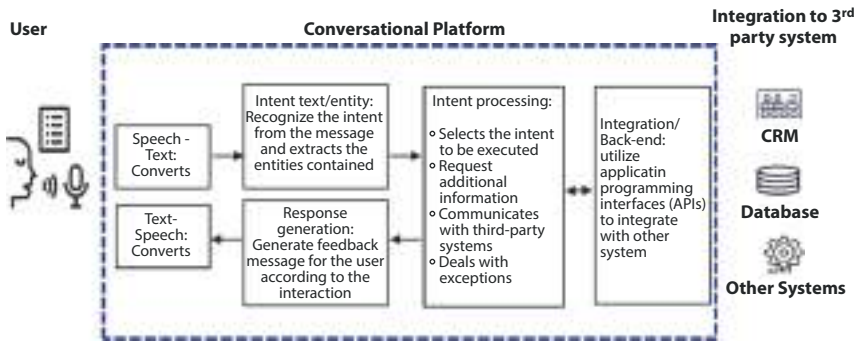 User
Conversational Platform
Integration to 3rd
party system
Speech -
Text:
Converts
Intent text/entity:
Recognize the intent
from the message
and extracts the
entities contained
Intent processing:
Selects the intent
to be executed
Request
additional
information
Communicates
with third-party
systems
Deals with
exceptions
Integration/
Back-end:
utilize
applicatin
programming
interfaces (APIs)
to integrate
with other
system
Text-
Speech:
Converts
Response
generation:
Generate feedback
message for the user
according to the
interaction
CRM
Database
Other Systems